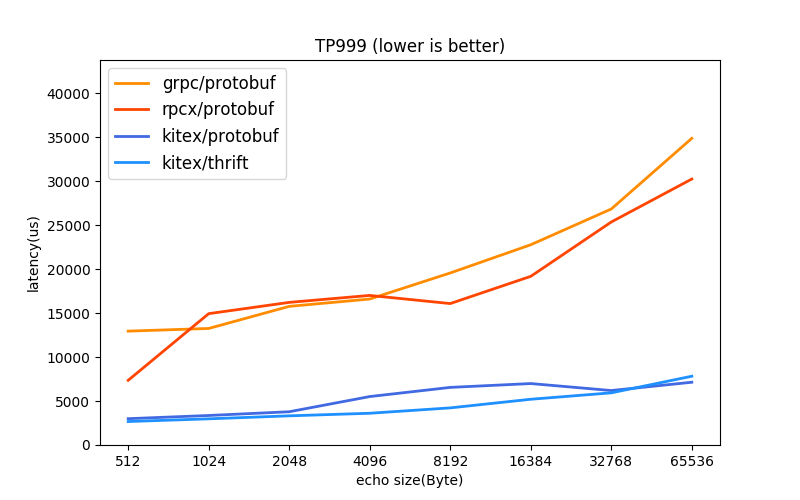 TP999 (lower is better)
grpc/protobuf
rpcx/protobuf
kitex/protobuf
kitex/thrift
latency(us)
40000
35000
30000
25000
20000
15000
10000
5000
0
512 1024 2048 4096 8192 16384 32768 65536
echo size(Byte)